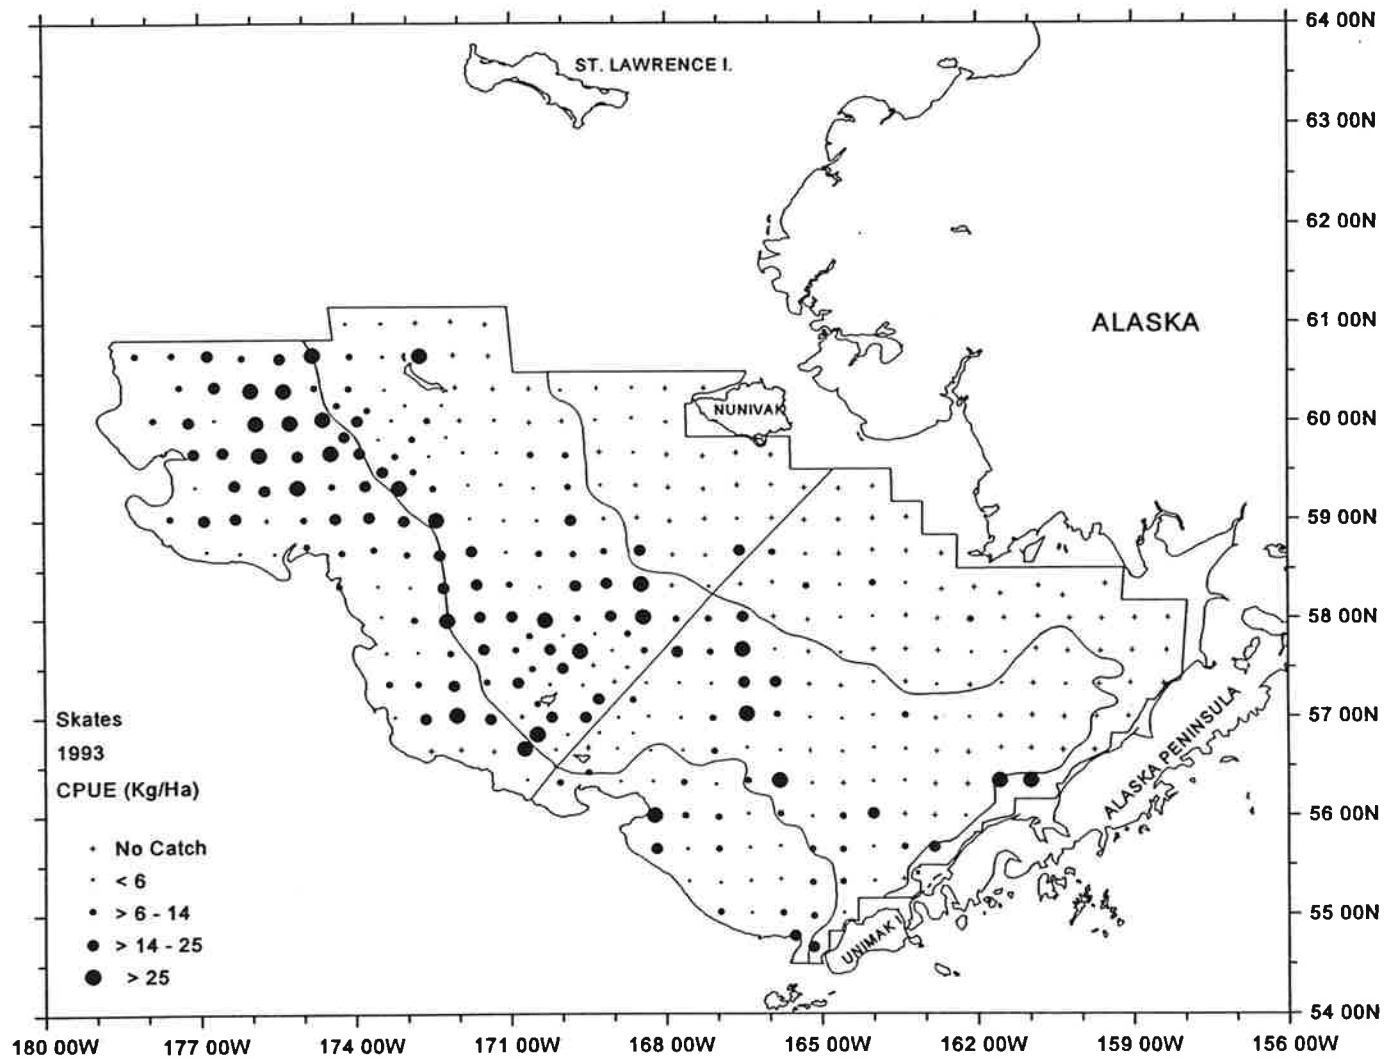 64 00N
ST. LAWRENCE I.
63 00N
62 00N
ALASKA
61 00N
60 00N
NUNIVAK
59 00N
58 00N
57 00N
Skates
1993
CPUE (Kg/Ha)
ALASKA PENINSULA
56 00N
+ No Catch
< 6
> 6 - 14
> 14 - 25
> 25
55 00N
UNIMAK I.
54 00N
180 00W 177 00W 174 00W 171 00W 168 00W 165 00W 162 00W 159 00W 156 00W